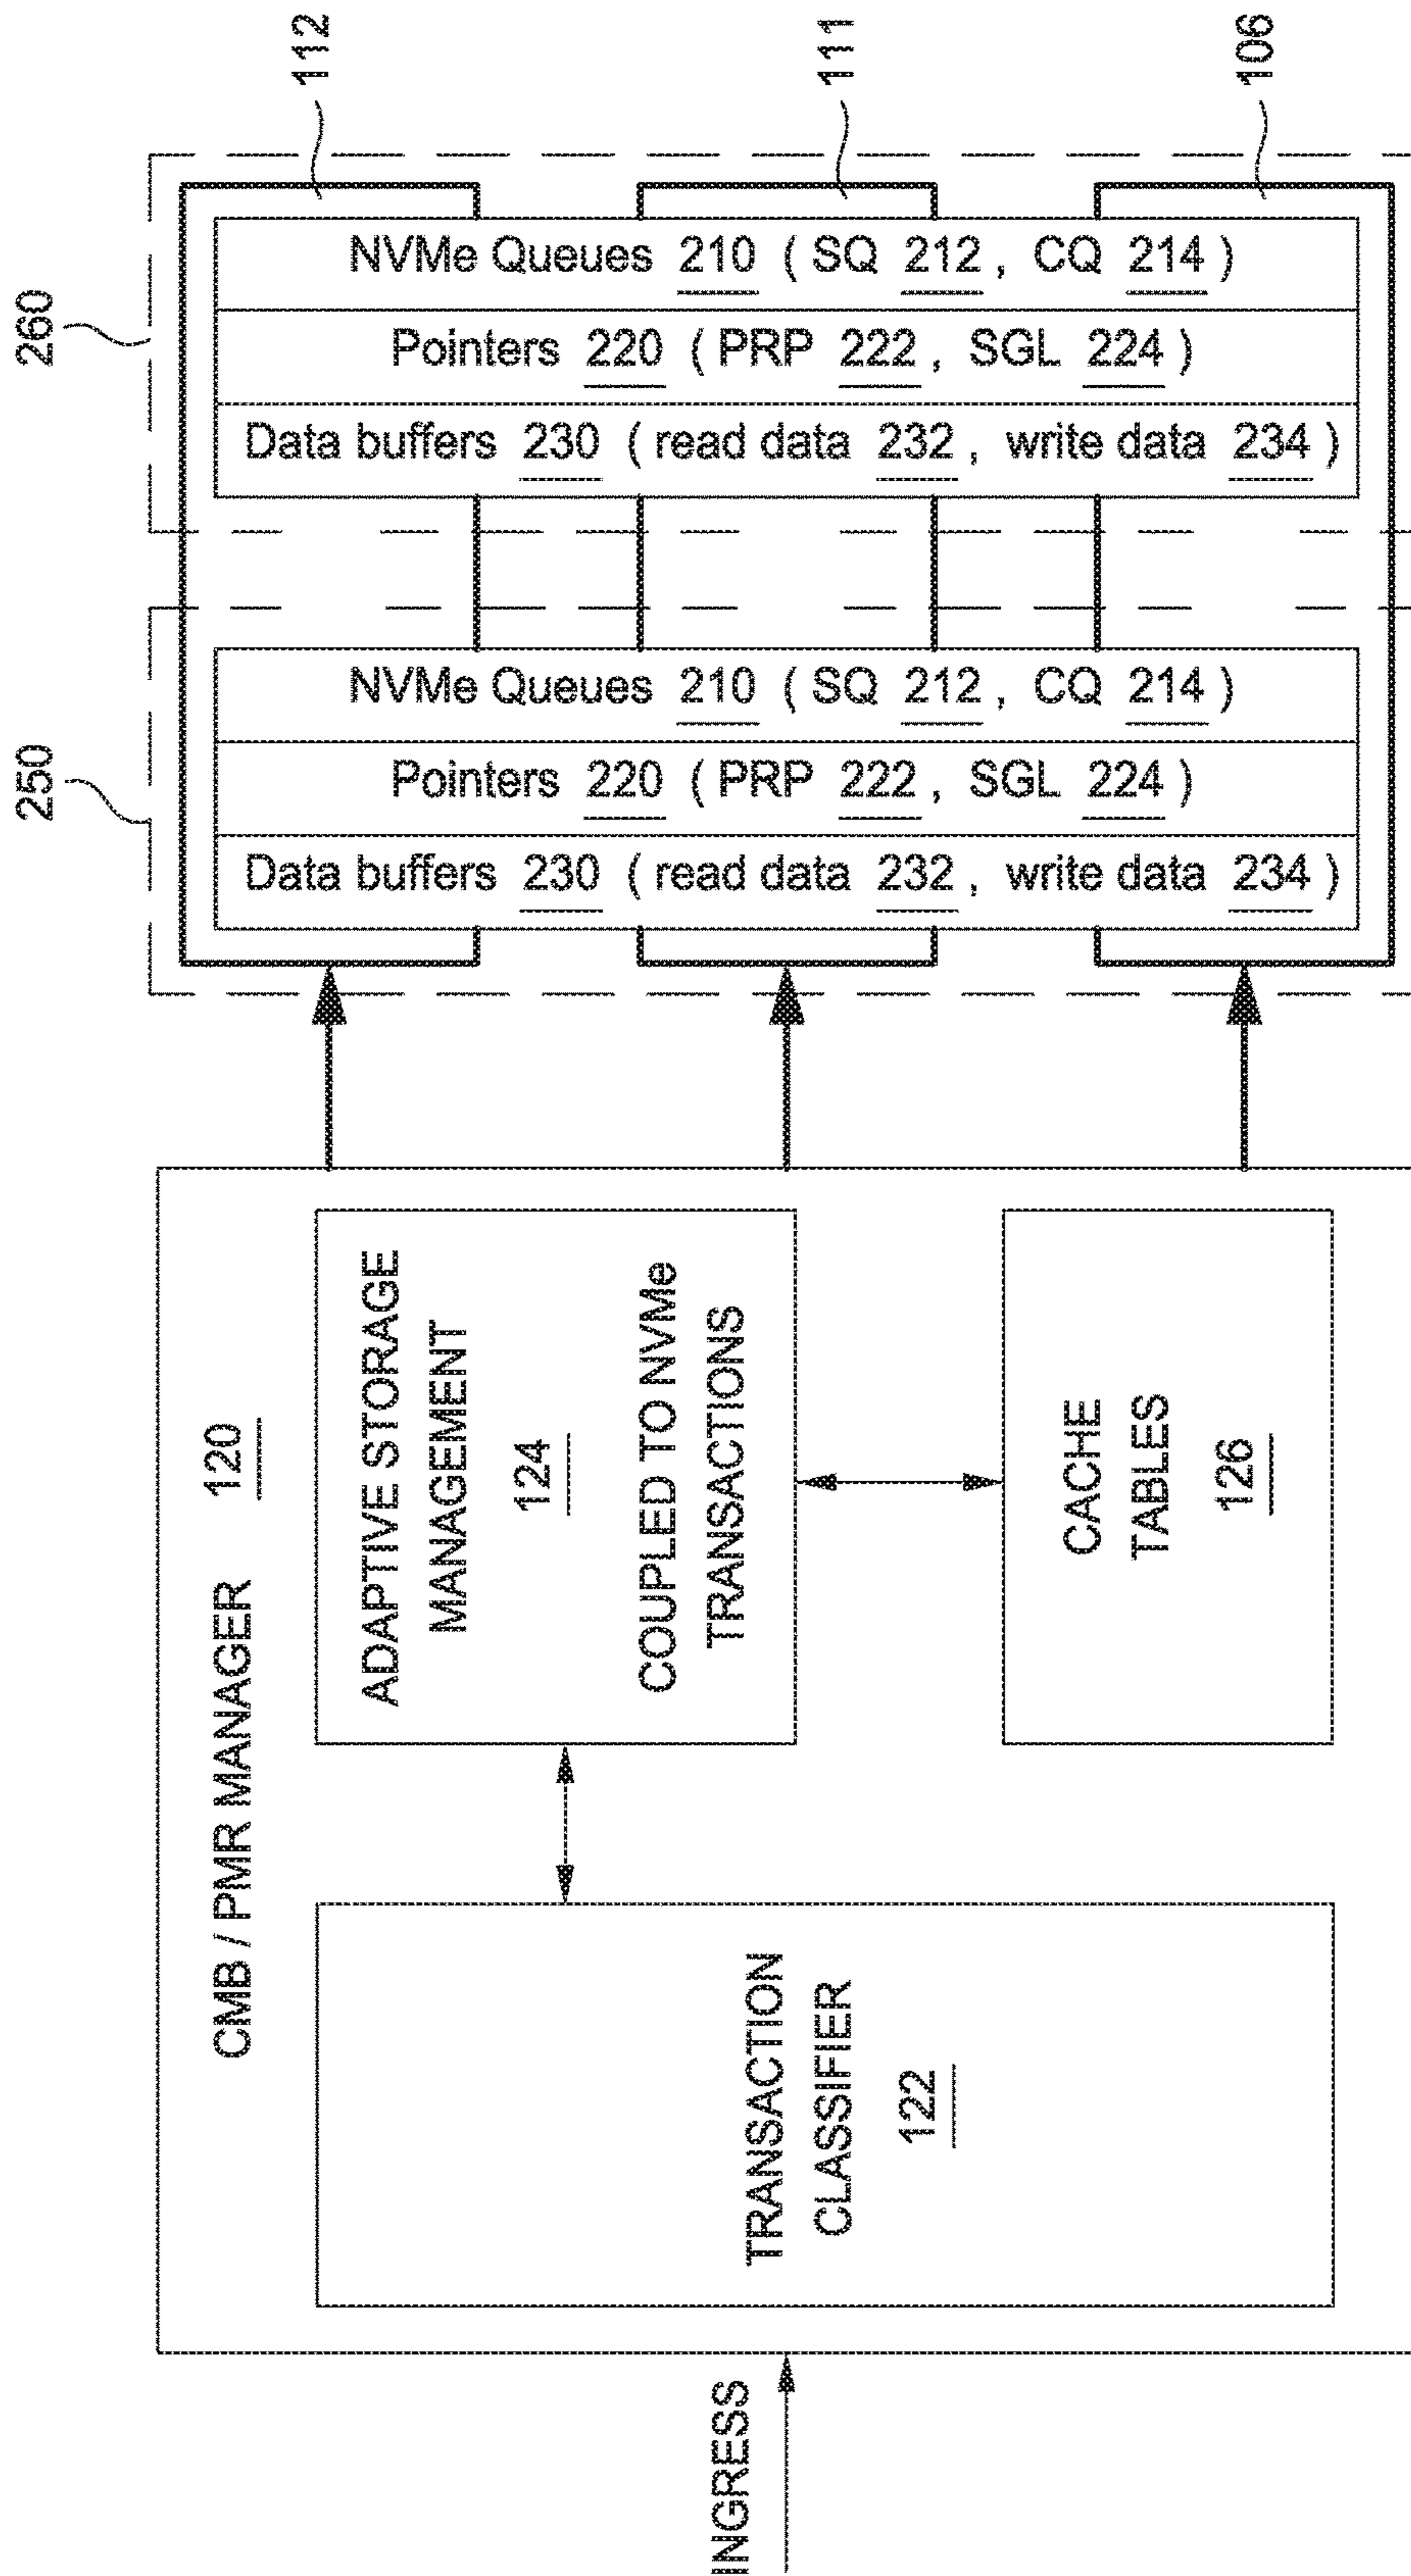 260
250
112
111
106
NVMe Queues 210 ( SQ 212 , CQ 214 )
Pointers 220 ( PRP 222 , SGL 224 )
Data buffers 230 ( read data 232 , write data 234 )
NVMe Queues 210 ( SQ 212 , CQ 214 )
Pointers 220 ( PRP 222 , SGL 224 )
Data buffers 230 ( read data 232 , write data 234 )
CMB / PMR MANAGER 120
ADAPTIVE STORAGE
MANAGEMENT
124
COUPLED TO NVMe
TRANSACTIONS
CACHE
TABLES
126
TRANSACTION
CLASSIFIER
122
INGRESS